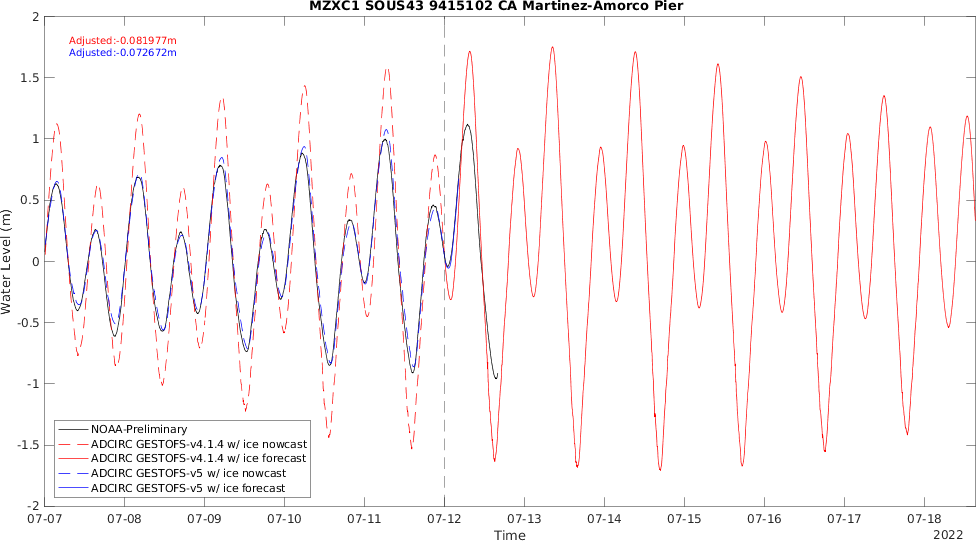 MZXC1 SOUS43 9415102 CA Martinez-Amorco Pier
2
Adjusted:-0.081977m
Adjusted:-0.072672m
1.5
1
0.5
0
-0.5
-1
-1.5
-2
Water Level (m)
NOAA-Preliminary
ADCIRC GESTOFS-v4.1.4 w/ ice nowcast
ADCIRC GESTOFS-v4.1.4 w/ ice forecast
ADCIRC GESTOFS-v5 w/ ice nowcast
ADCIRC GESTOFS-v5 w/ ice forecast
07-07 07-08 07-09 07-10 07-11 07-12 07-13 07-14 07-15 07-16 07-17 07-18
Time
2022